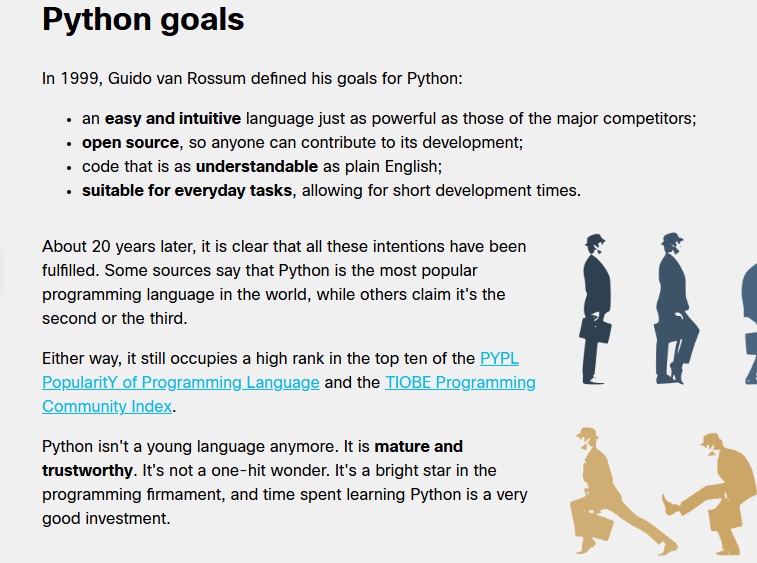 Python goals
In 1999, Guido van Rossum defined his goals for Python:
• an easy and intuitive language just as powerful as those of the major competitors;
• open source, so anyone can contribute to its development;
• code that is as understandable as plain English;
• suitable for everyday tasks, allowing for short development times.
About 20 years later, it is clear that all these intentions have been
fulfilled. Some sources say that Python is the most popular
programming language in the world, while others claim it's the
second or the third.
Either way, it still occupies a high rank in the top ten of the PYPL
PopularitY of Programming Language and the TIOBE Programming
Community Index.
Python isn't a young language anymore. It is mature and
trustworthy. It's not a one-hit wonder. It's a bright star in the
programming firmament, and time spent learning Python is a very
good investment.